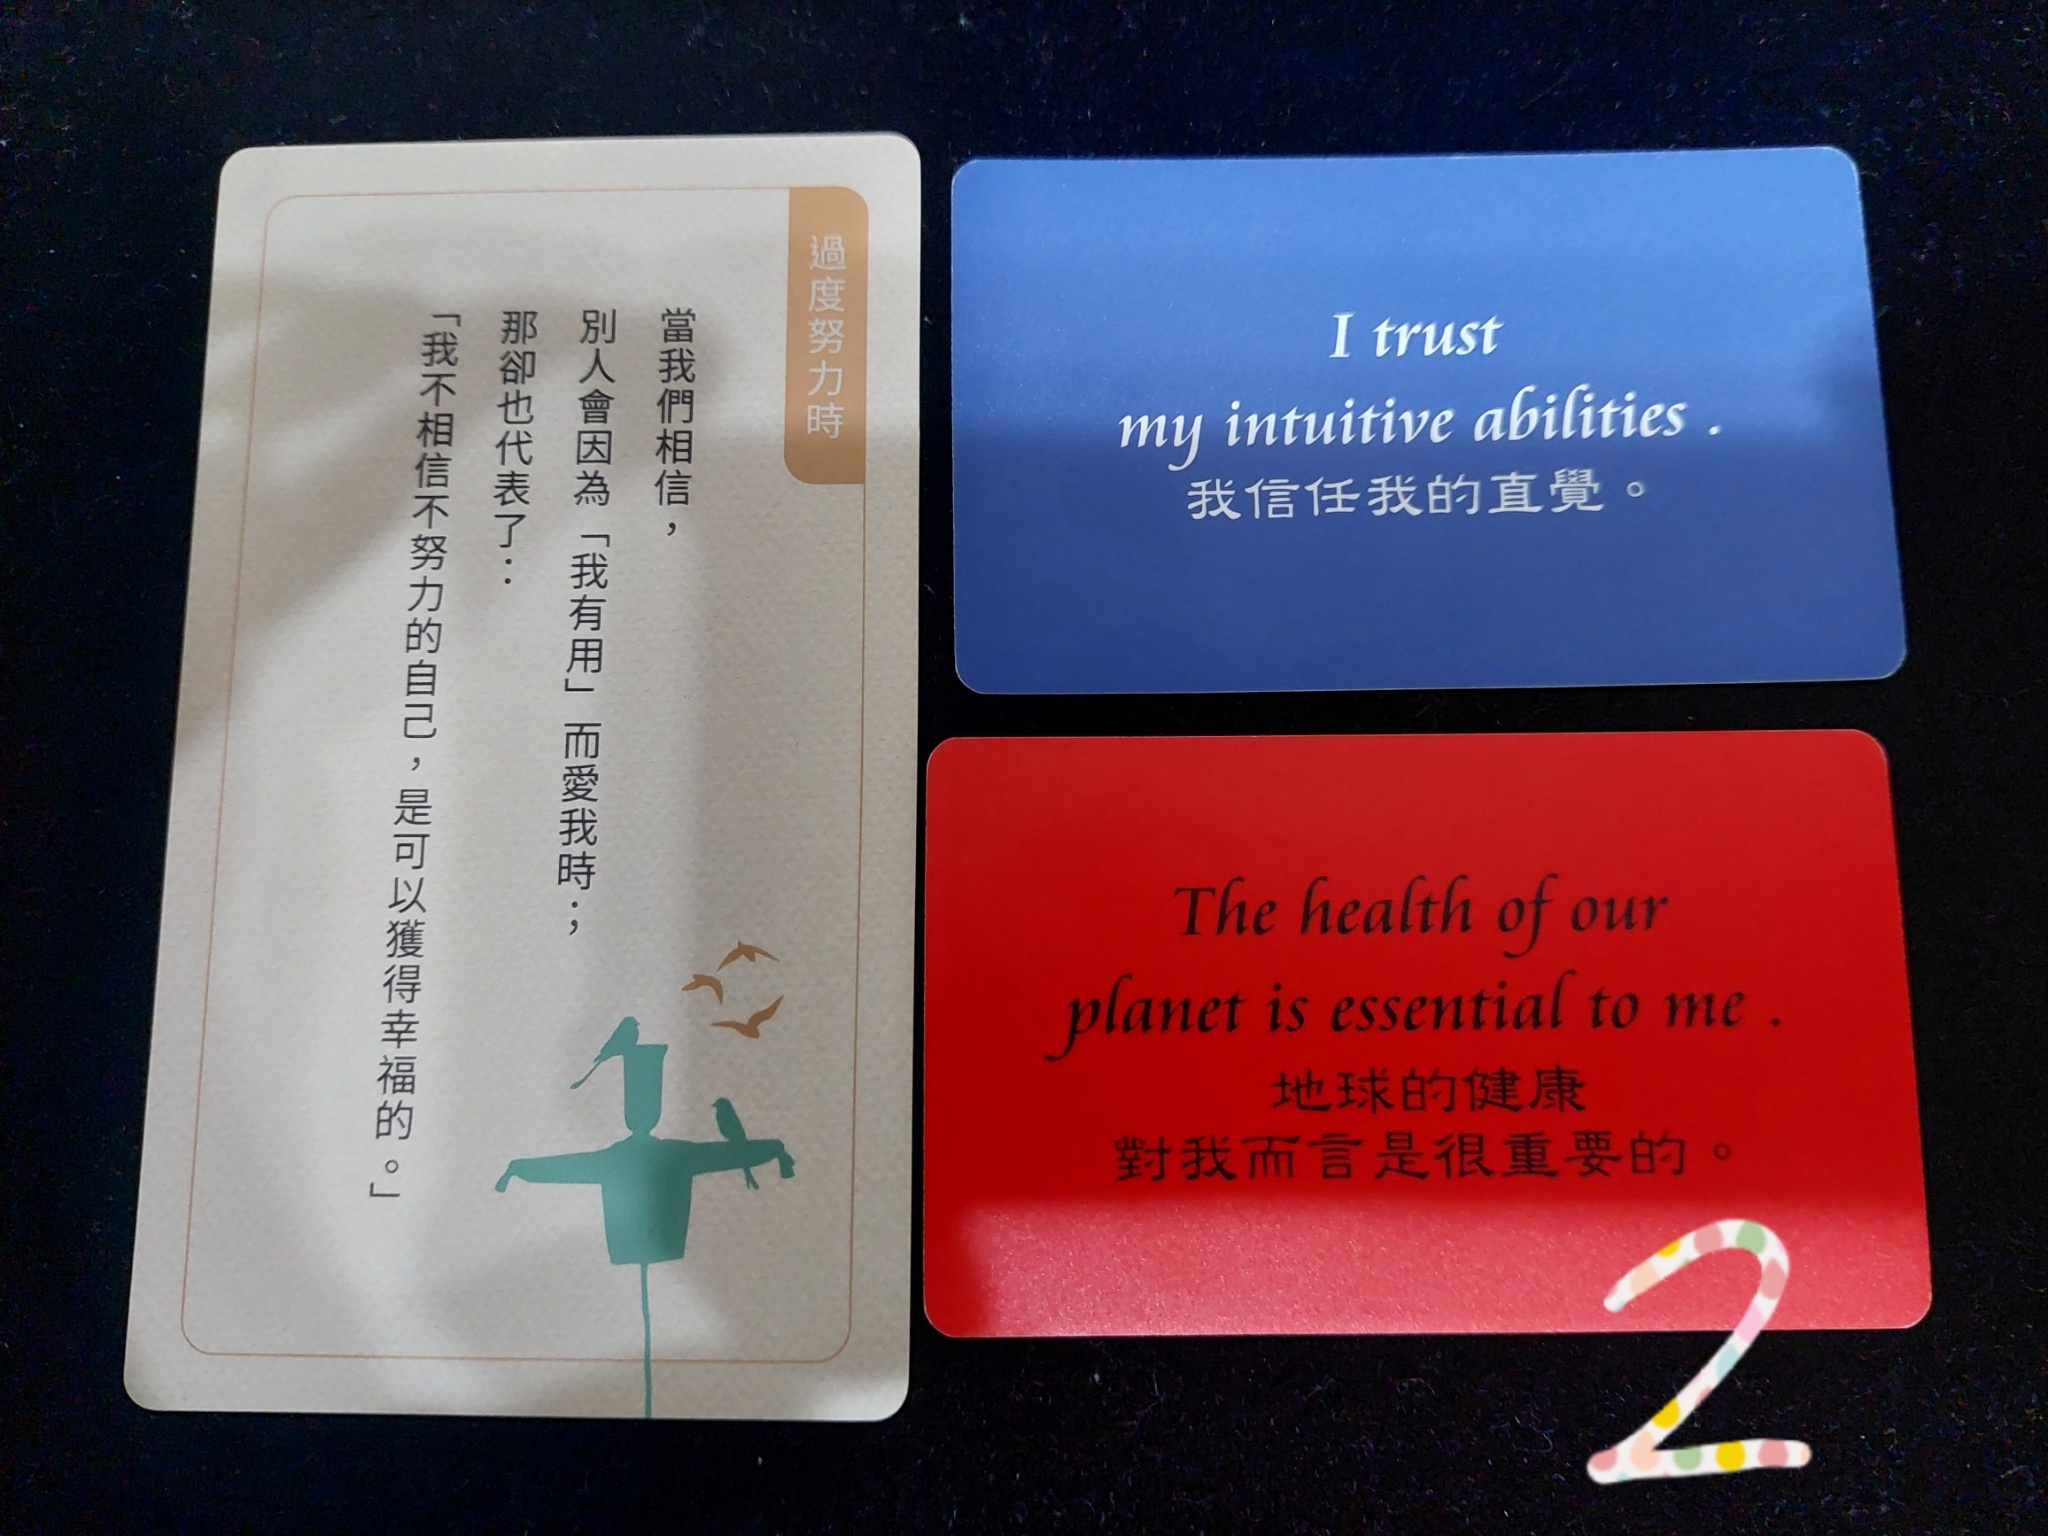 過度努力時
當我們相信，
別人會因為「我有用」而愛我時；
那卻也代表了：
「我不相信不努力的自己，是可以獲得幸福的。」
I trust
my intuitive abilities .
我信任我的直覺。
The health of our
planet is essential to me .
地球的健康
對我而言是很重要的。
2